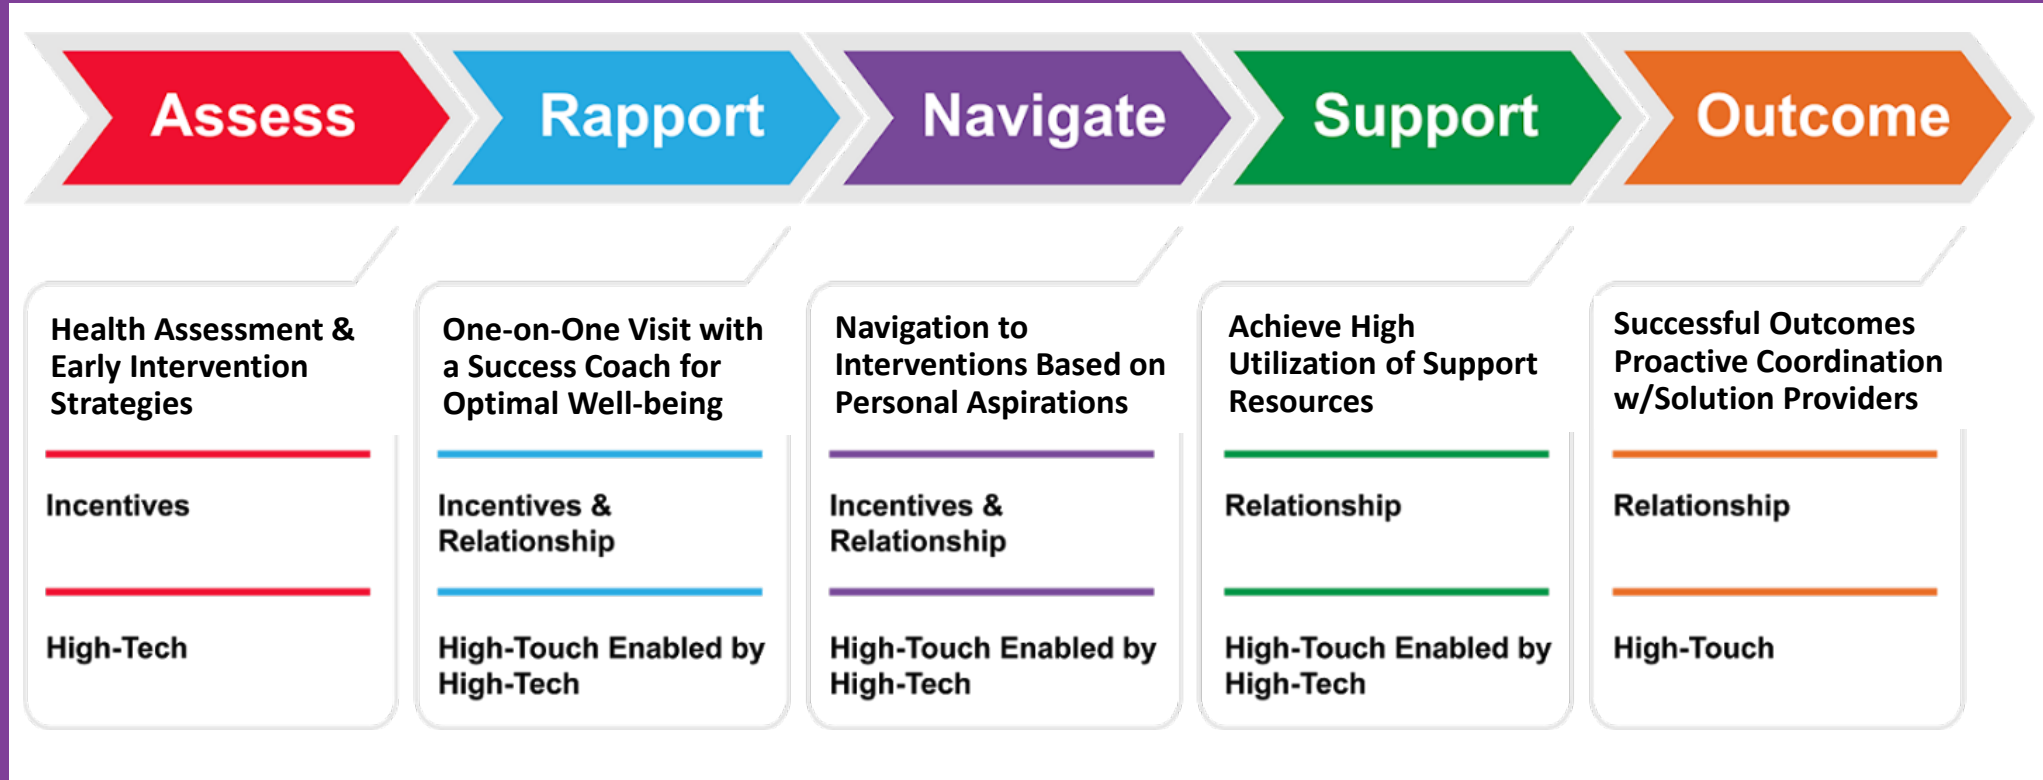 Assess
Rapport
Navigate
Support
Outcome
Health Assessment &
Early Intervention
Strategies
Incentives
High-Tech
One-on-One Visit with
a Success Coach for
Optimal Well-being
Incentives &
Relationship
High-Touch Enabled by
High-Tech
Navigation to
Interventions Based on
Personal Aspirations
Incentives &
Relationship
High-Touch Enabled by
High-Tech
Achieve High
Utilization of Support
Resources
Relationship
High-Touch Enabled by
High-Tech
Successful Outcomes
Proactive Coordination
w/Solution Providers
Relationship
High-Touch